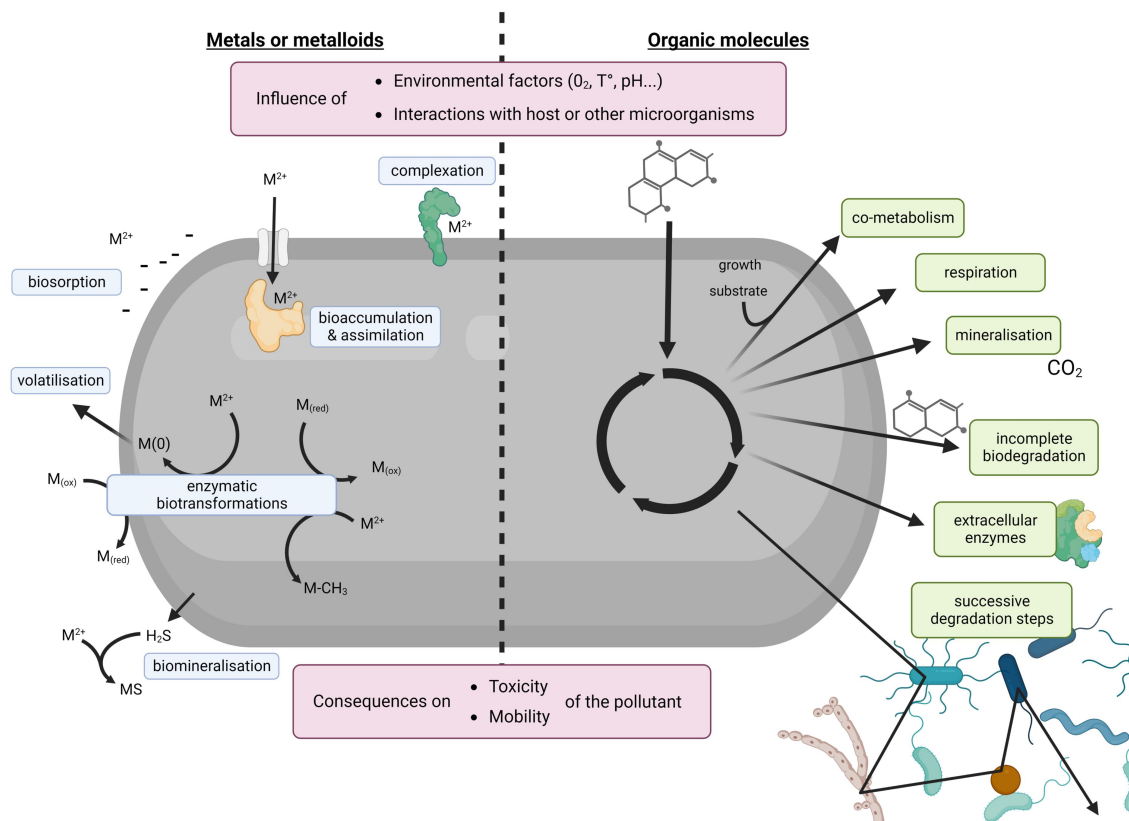 Metals or metalloids
Organic molecules
Influence of
• Environmental factors (0₂, T°, pH...)
• Interactions with host or other microorganisms
M²⁺
complexation
M²⁺
M²⁺
biosorption
M²⁺
bioaccumulation
& assimilation
growth
substrate
co-metabolism
respiration
mineralisation
CO₂
volatilisation
M²⁺
M(red)
M(0)
M(ox)
M(ox)
enzymatic
biotransformations
M²⁺
M(red)
M-CH₃
incomplete
biodegradation
extracellular
enzymes
successive
degradation steps
M²⁺
H₂S
MS
biomineralisation
Consequences on
• Toxicity
• Mobility
of the pollutant